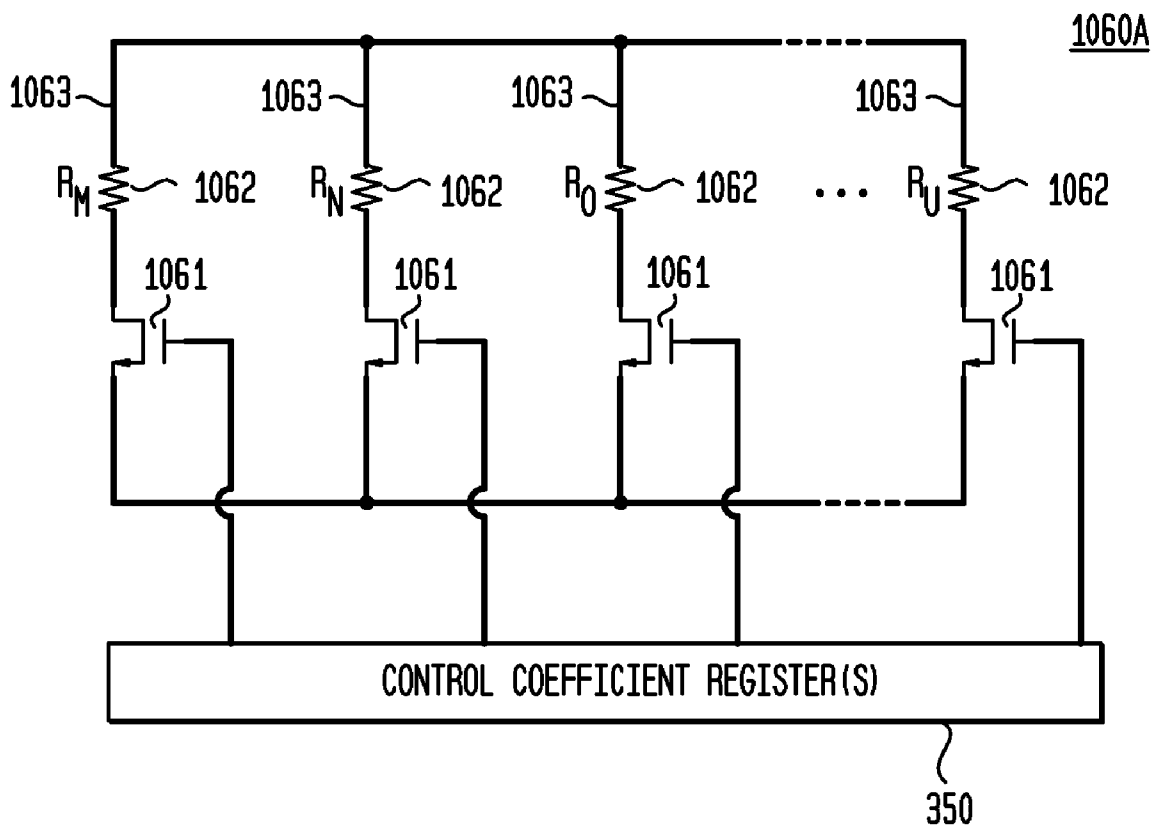 1060A
1063 1063 1063 1063
R_M 1062 R_N 1062 R_O 1062 ... R_U 1062
1061 1061 1061 1061
CONTROL COEFFICIENT REGISTER(S)
350